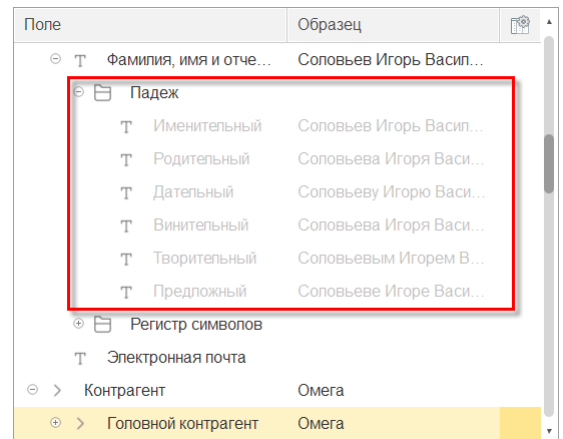 Поле Образец
Фамилия, имя и отче... Соловьев Игорь Васил...
Падеж
Именительный Соловьев Игорь Васил...
Родительный Соловьева Игоря Васи...
Дательный Соловьеву Игорю Васи...
Винительный Соловьева Игоря Васи...
Творительный Соловьевым Игорем В...
Предложный Соловьеве Игоре Васи...
Регистр символов
Электронная почта
Контрагент Омега
Головной контрагент Омега